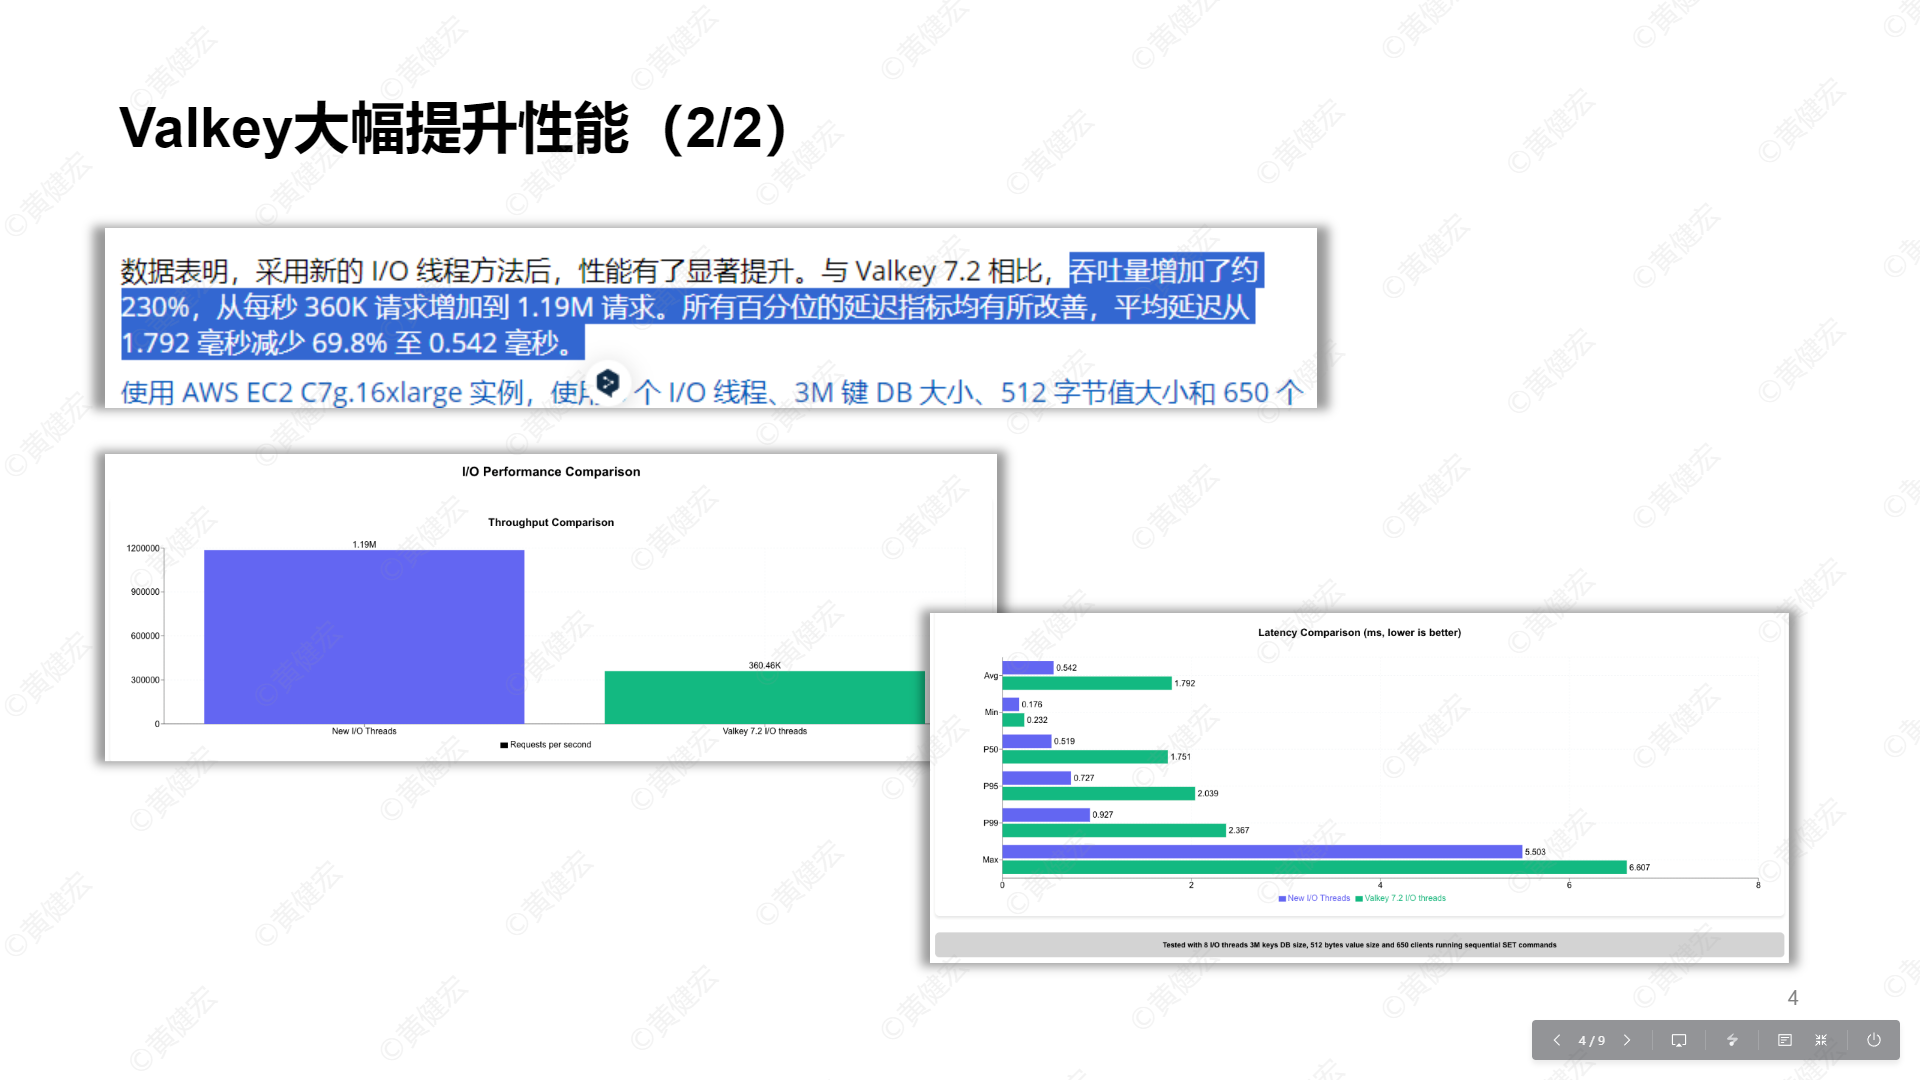 Valkey大幅提升性能（2/2）
数据表明，采用新的 I/O 线程方法后，性能有了显著提升。与 Valkey 7.2 相比，吞吐量增加了约
230%，从每秒 360K 请求增加到 1.19M 请求。所有百分位的延迟指标均有所改善，平均延迟从
1.792 毫秒减少 69.8% 至 0.542 毫秒。
使用 AWS EC2 C7g.16xlarge 实例，使用 个 I/O 线程、3M 键 DB 大小、512 字节值大小和 650 个
I/O Performance Comparison
Throughput Comparison
1.19M
1200000
900000
600000
360.46K
300000
0
New I/O Threads
Valkey 7.2 I/O threads
Requests per second
Latency Comparison (ms, lower is better)
Avg
0.542
1.792
Min
0.176
0.232
P50
0.519
1.751
P95
0.727
2.039
P99
0.927
2.367
Max
5.503
6.607
0 2 4 6 8
New I/O Threads Valkey 7.2 I/O threads
Tested with 8 I/O threads 3M keys DB size, 512 bytes value size and 650 clients running sequential SET commands
4
4 / 9
©黄健宏